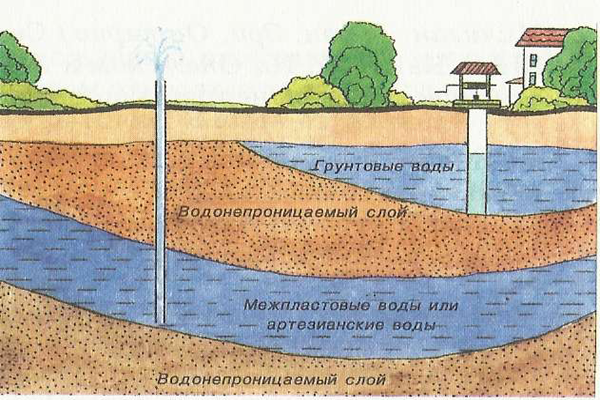 Грунтовые воды
Водонепроницаемый слой
Межпластовые воды или
артезианские воды
Водонепроницаемый слой